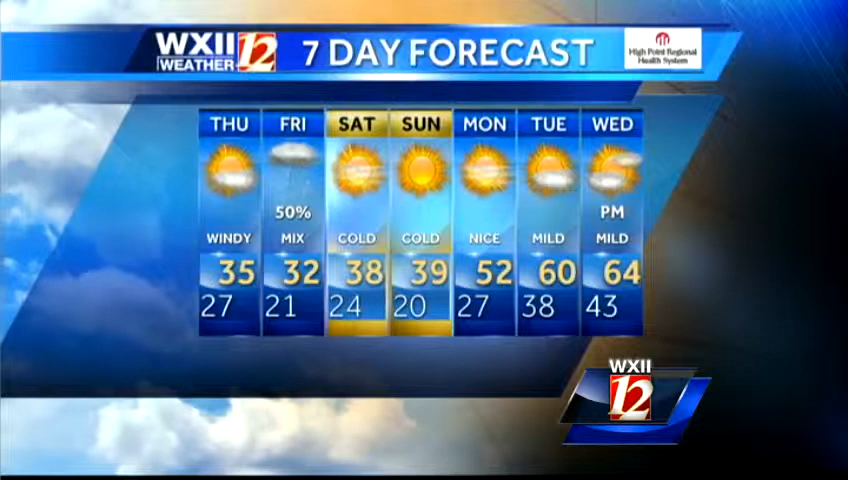 WXII 12
WEATHER
7 DAY FORECAST
High Point Regional
Health System
THU FRI SAT SUN MON TUE WED
50% PM
WINDY MIX COLD COLD NICE MILD MILD
35 32 38 39 52 60 64
27 21 24 20 27 38 43
WXII
12